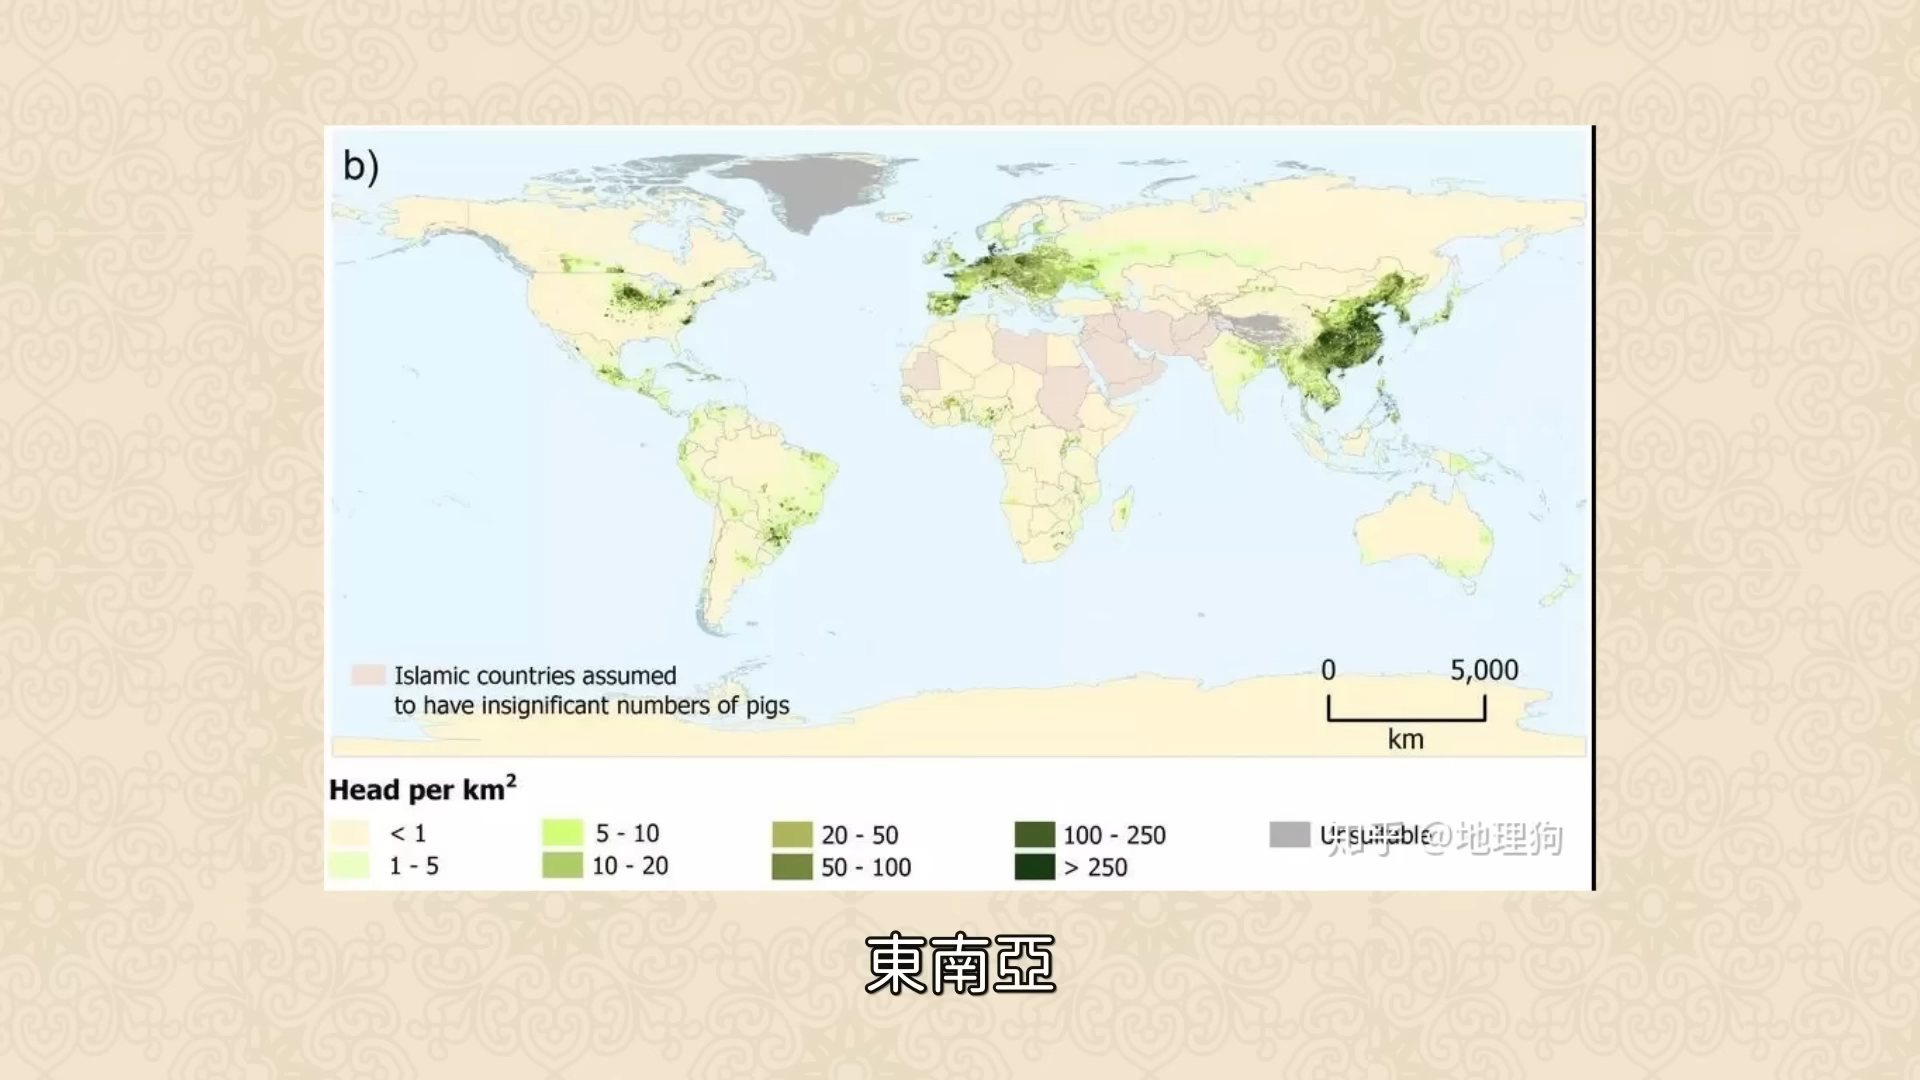 b)
Islamic countries assumed
to have insignificant numbers of pigs
0 5,000
km
Head per km²
< 1
5 - 10
20 - 50
100 - 250
Unsuitable
知乎 @地理狗
1 - 5
10 - 20
50 - 100
> 250
東南亞